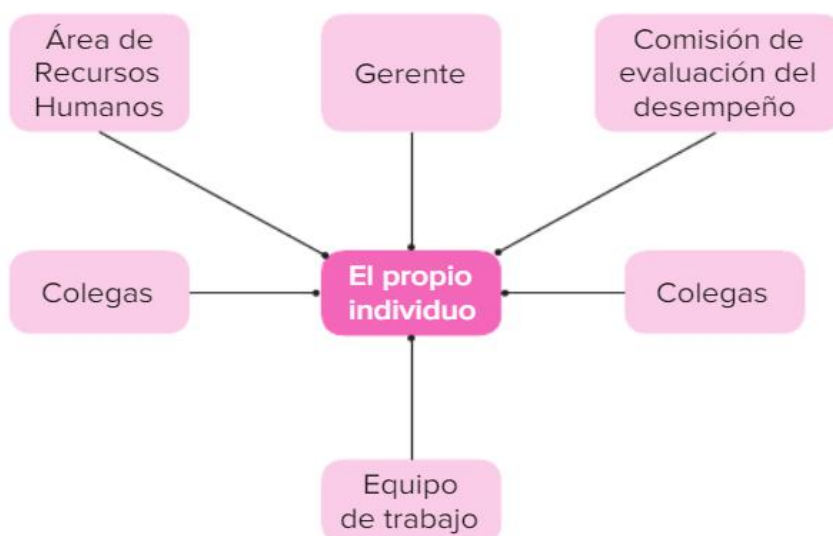 Área de
Recursos
Humanos
Gerente
Comisión de
evaluación del
desempeño
Colegas
El propio
individuo
Colegas
Equipo
de trabajo